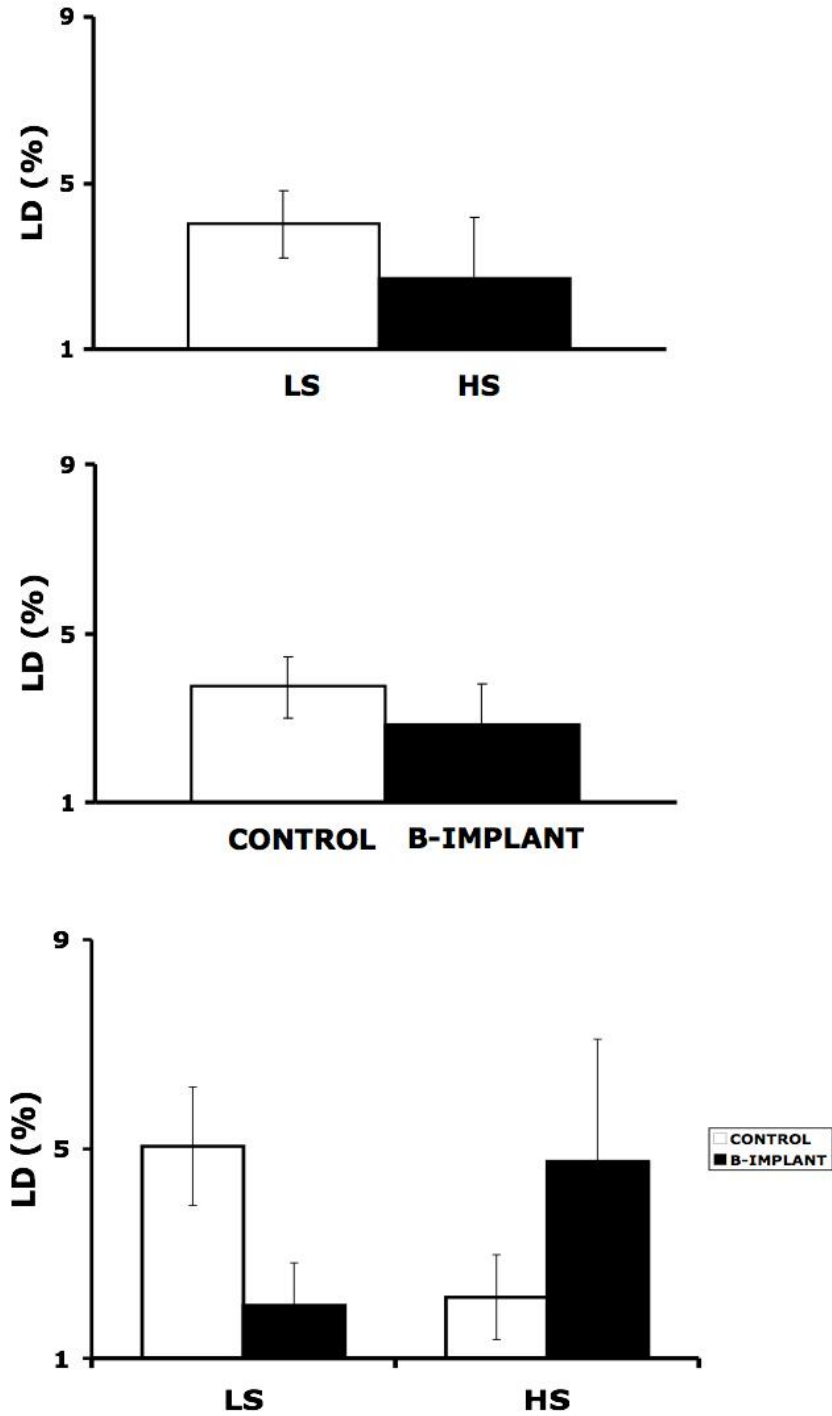 9
LD (%)
5
1
LS HS
9
LD (%)
5
1
CONTROL B-IMPLANT
9
LD (%)
5
1
LS HS
CONTROL
B-IMPLANT